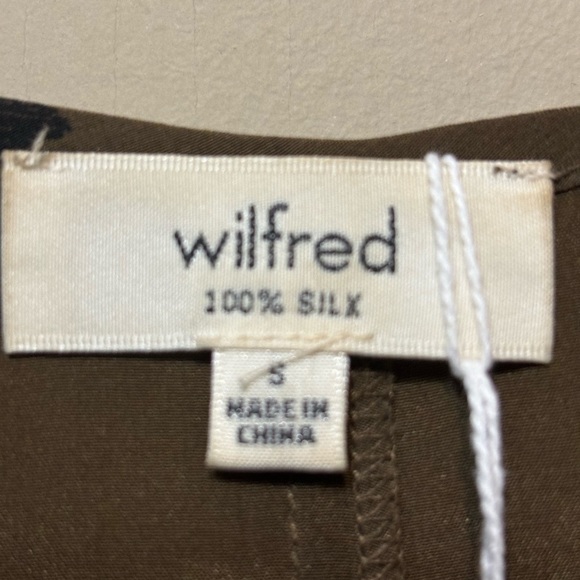 wilfred
100% SILK
S
MADE IN
CHINA